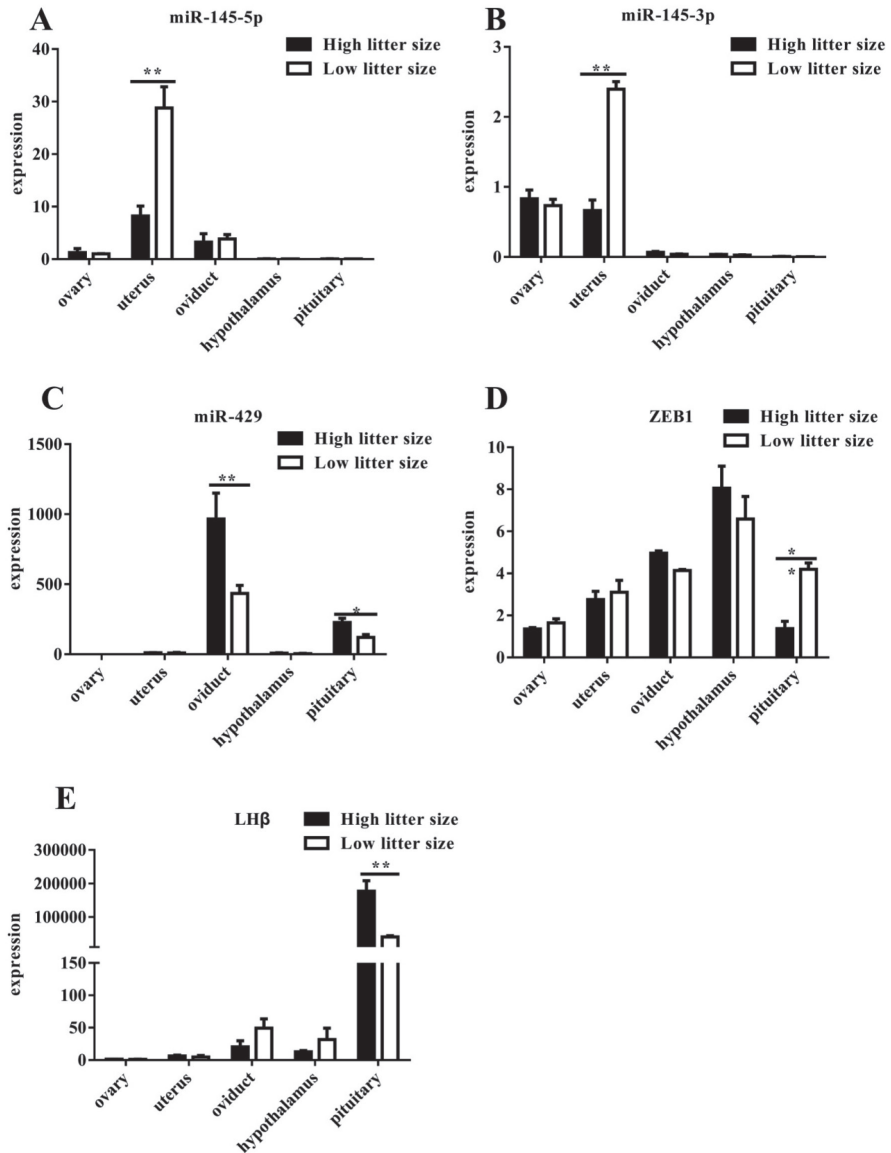 A
miR-145-5p
High litter size
Low litter size
expression
40
30
20
10
0
**
ovary
uterus
oviduct
hypothalamus
pituitary
B
miR-145-3p
High litter size
Low litter size
expression
3
2
1
0
**
ovary
uterus
oviduct
hypothalamus
pituitary
C
miR-429
High litter size
Low litter size
expression
1500
1000
500
0
**
*
ovary
uterus
oviduct
hypothalamus
pituitary
D
ZEB1
High litter size
Low litter size
expression
10
8
6
4
2
0
*
*
ovary
uterus
oviduct
hypothalamus
pituitary
E
LHβ
High litter size
Low litter size
expression
300000
200000
100000
150
100
50
0
**
ovary
uterus
oviduct
hypothalamus
pituitary